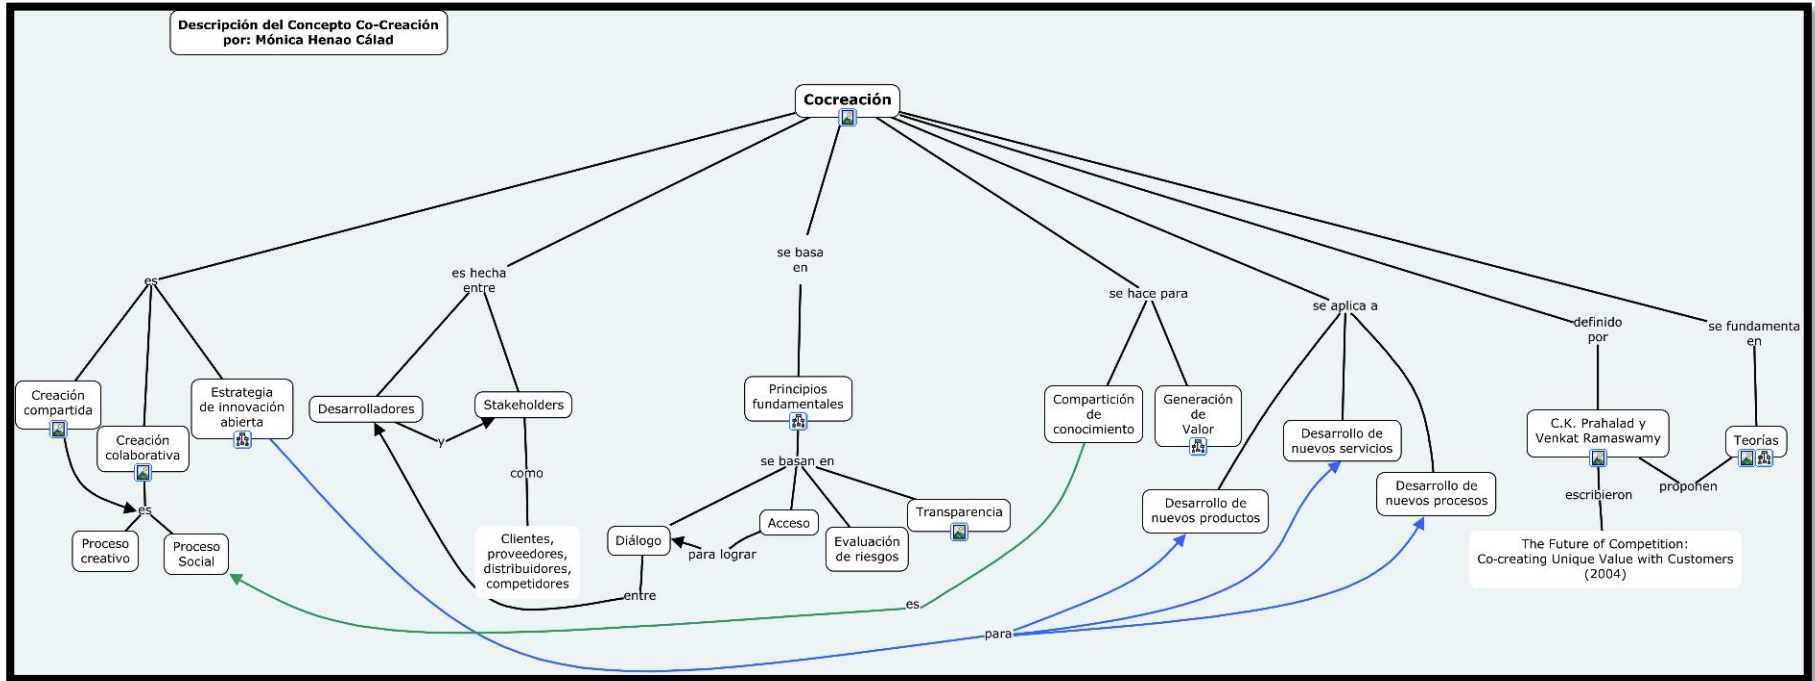 Descripción del Concepto Co-Creación
por: Mónica Henao Cálad
Cocreación
es
es hecha
entre
se basa
en
se hace para
se aplica a
definido
por
se fundamenta
en
Creación
compartida
Creación
colaborativa
Estrategia
de innovación
abierta
Desarrolladores
y
Stakeholders
como
Clientes,
proveedores,
distribuidores,
competidores
es
Proceso
creativo
Proceso
Social
Principios
fundamentales
se basan en
Diálogo
para lograr
Acceso
Evaluación
de riesgos
Transparencia
entre
Compartición
de
conocimiento
Generación
de
Valor
es
Desarrollo de
nuevos productos
Desarrollo de
nuevos servicios
Desarrollo de
nuevos procesos
para
C.K. Prahalad y
Venkat Ramaswamy
Teorías
proponen
escribieron
The Future of Competition:
Co-creating Unique Value with Customers
(2004)